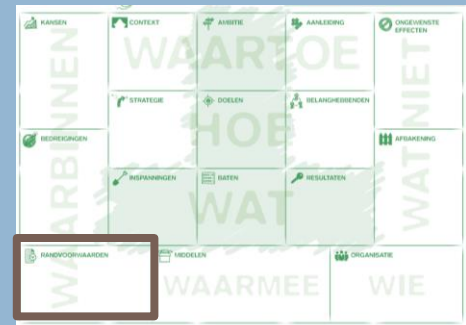 KANSEN
CONTEXT
AMBITIE
AANLEIDING
ONGEWENSTE
EFFECTEN
WAARTOE
STRATEGIE
DOELEN
BELANGHEBBENDEN
HOE
BEDREIGINGEN
AFBAKENING
INSPANNINGEN
BATEN
RESULTATEN
WAT
WAARBINNEN
WAT NIET
RANDVOORWAARDEN
MIDDELEN
ORGANISATIE
WAARMEE
WIE